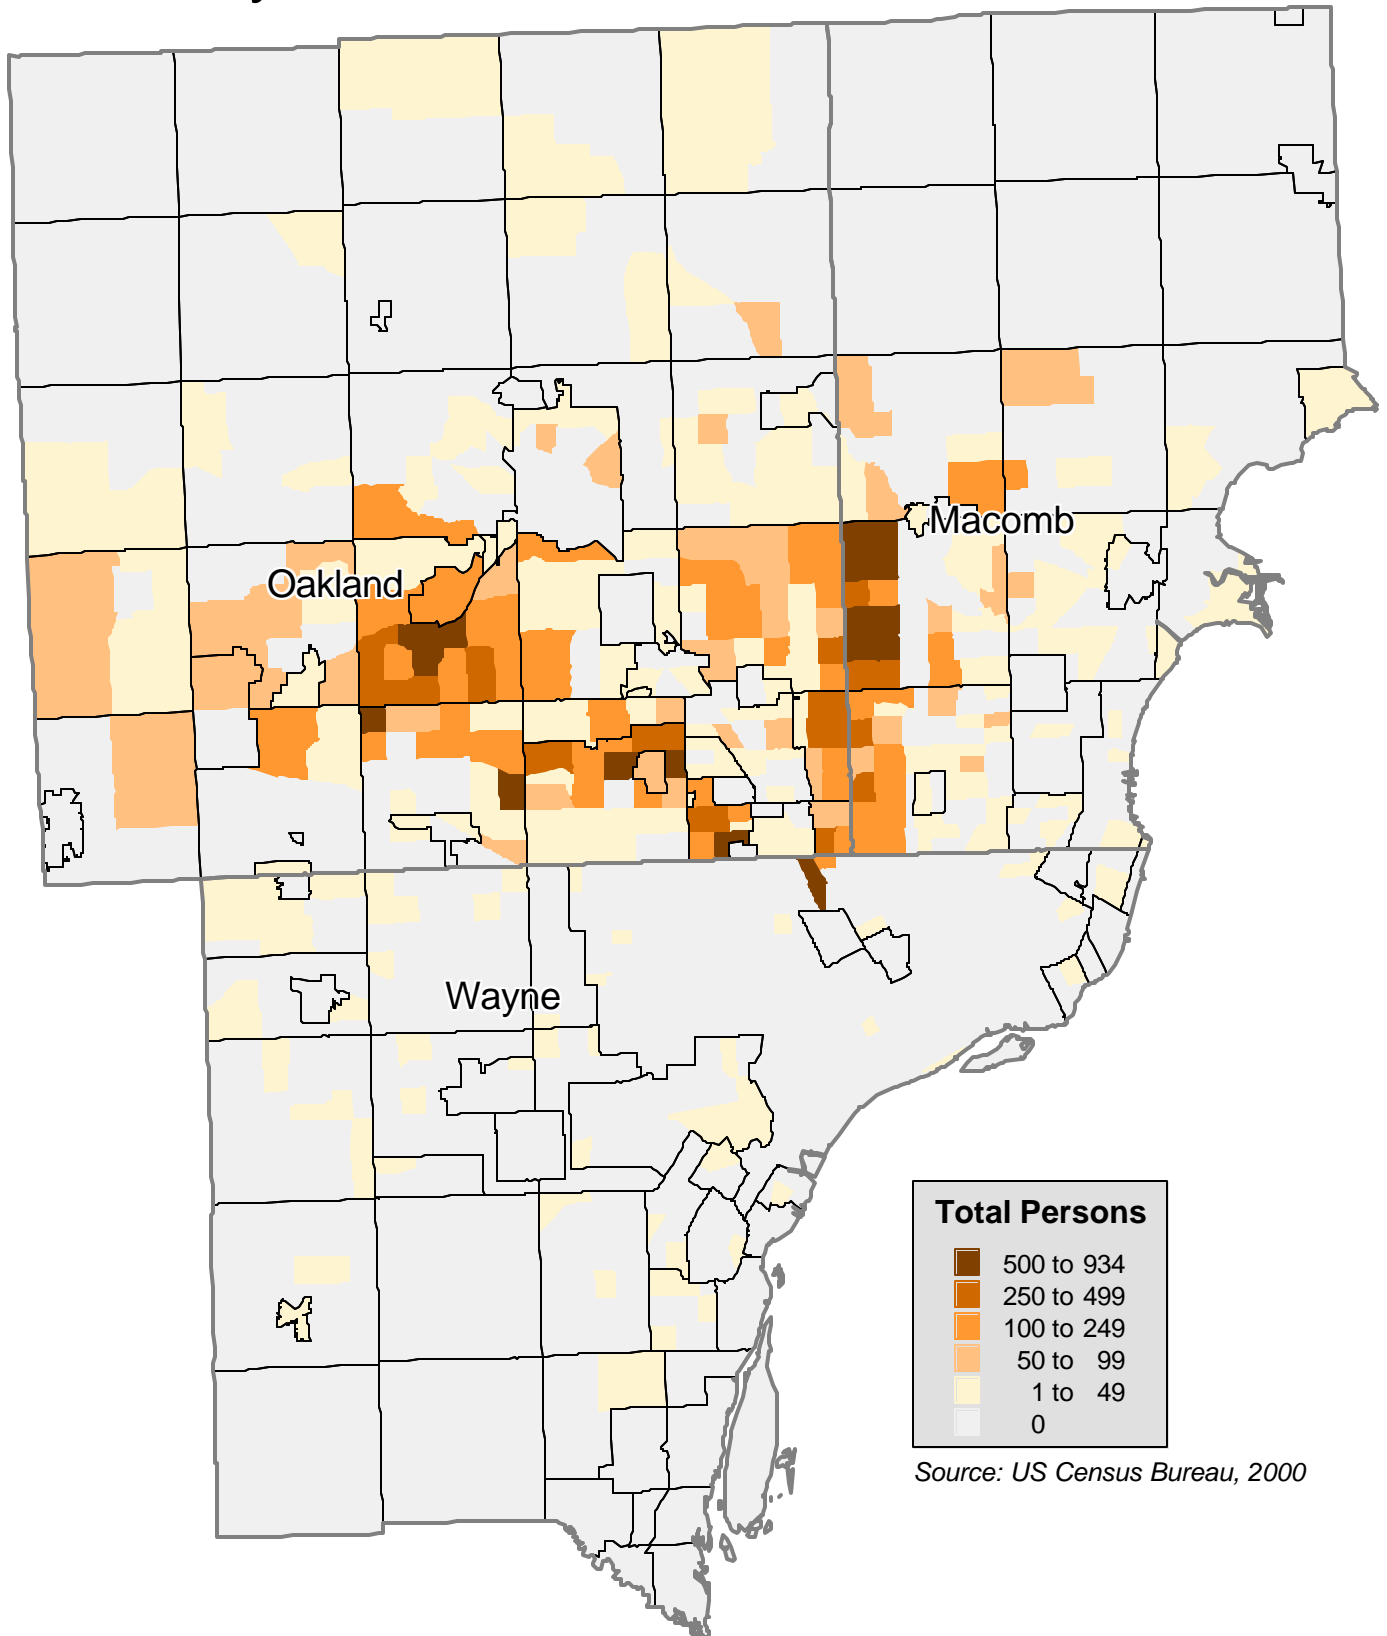 Macomb
Oakland
Wayne
Total Persons
500 to 934
250 to 499
100 to 249
50 to 99
1 to 49
0
Source: US Census Bureau, 2000